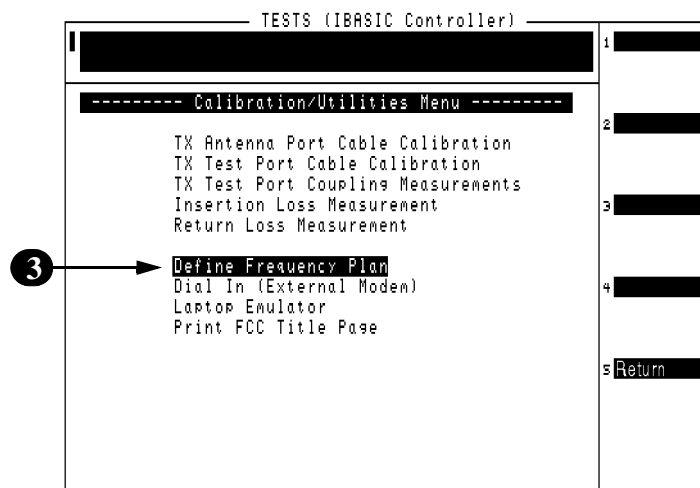 TESTS (IBASIC Controller)
1
--------- Calibration/Utilities Menu ---------
2
TX Antenna Port Cable Calibration
TX Test Port Cable Calibration
TX Test Port Coupling Measurements
Insertion Loss Measurement
3
Return Loss Measurement
3
Define Frequency Plan
Dial In (External Modem)
4
Laptop Emulator
Print FCC Title Page
5 Return